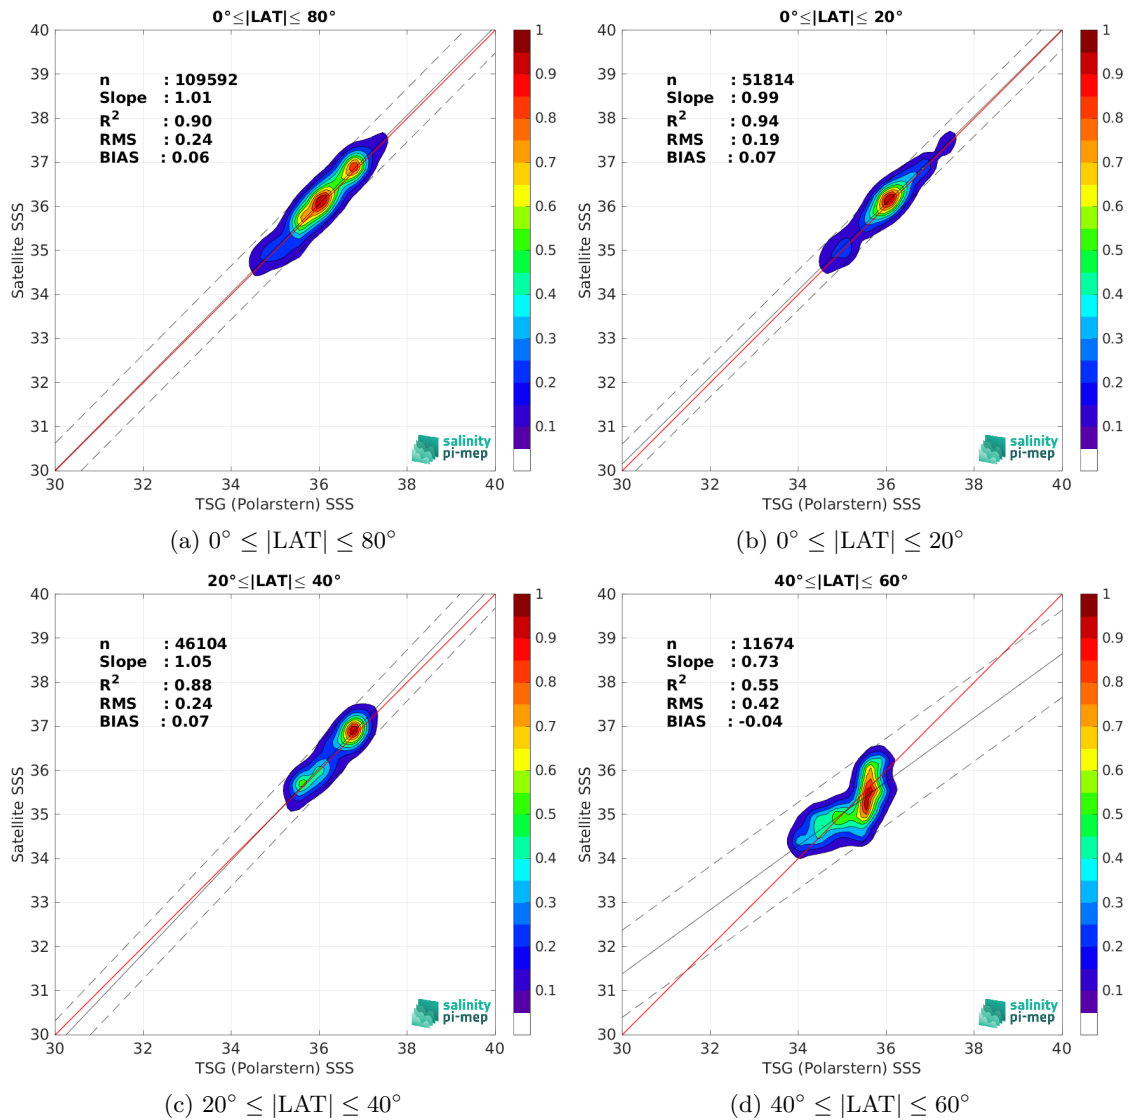 0°≤|LAT|≤ 80°
n : 109592
Slope : 1.01
R² : 0.90
RMS : 0.24
BIAS : 0.06
Satellite SSS
40
39
38
37
36
35
34
33
32
31
30
30 32 34 36 38 40
TSG (Polarstern) SSS
1
0.9
0.8
0.7
0.6
0.5
0.4
0.3
0.2
0.1
salinity
pi-mep
(a) 0° ≤ |LAT| ≤ 80°
0°≤|LAT|≤ 20°
n : 51814
Slope : 0.99
R² : 0.94
RMS : 0.19
BIAS : 0.07
Satellite SSS
40
39
38
37
36
35
34
33
32
31
30
30 32 34 36 38 40
TSG (Polarstern) SSS
1
0.9
0.8
0.7
0.6
0.5
0.4
0.3
0.2
0.1
salinity
pi-mep
(b) 0° ≤ |LAT| ≤ 20°
20°≤|LAT|≤ 40°
n : 46104
Slope : 1.05
R² : 0.88
RMS : 0.24
BIAS : 0.07
Satellite SSS
40
39
38
37
36
35
34
33
32
31
30
30 32 34 36 38 40
TSG (Polarstern) SSS
1
0.9
0.8
0.7
0.6
0.5
0.4
0.3
0.2
0.1
salinity
pi-mep
(c) 20° ≤ |LAT| ≤ 40°
40°≤|LAT|≤ 60°
n : 11674
Slope : 0.73
R² : 0.55
RMS : 0.42
BIAS : -0.04
Satellite SSS
40
39
38
37
36
35
34
33
32
31
30
30 32 34 36 38 40
TSG (Polarstern) SSS
1
0.9
0.8
0.7
0.6
0.5
0.4
0.3
0.2
0.1
salinity
pi-mep
(d) 40° ≤ |LAT| ≤ 60°